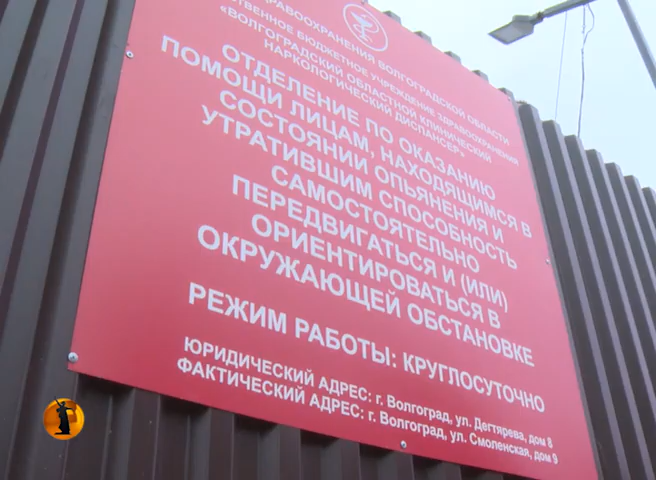 ЗДРАВООХРАНЕНИЯ ВОЛГОГРАДСКОЙ ОБЛАСТИ
БЮДЖЕТНОЕ УЧРЕЖДЕНИЕ ЗДРАВООХРАНЕНИЯ
«ВОЛГОГРАДСКИЙ ОБЛАСТНОЙ КЛИНИЧЕСКИЙ
НАРКОЛОГИЧЕСКИЙ ДИСПАНСЕР»
ОТДЕЛЕНИЕ ПО ОКАЗАНИЮ
ПОМОЩИ ЛИЦАМ, НАХОДЯЩИМСЯ В
СОСТОЯНИИ ОПЬЯНЕНИЯ И
УТРАТИВШИМ СПОСОБНОСТЬ
САМОСТОЯТЕЛЬНО
ПЕРЕДВИГАТЬСЯ И (ИЛИ)
ОРИЕНТИРОВАТЬСЯ В
ОКРУЖАЮЩЕЙ ОБСТАНОВКЕ
РЕЖИМ РАБОТЫ: КРУГЛОСУТОЧНО
ЮРИДИЧЕСКИЙ АДРЕС: г. Волгоград, ул. Дегтярева, дом 8
ФАКТИЧЕСКИЙ АДРЕС: г. Волгоград, ул. Смоленская, дом 9